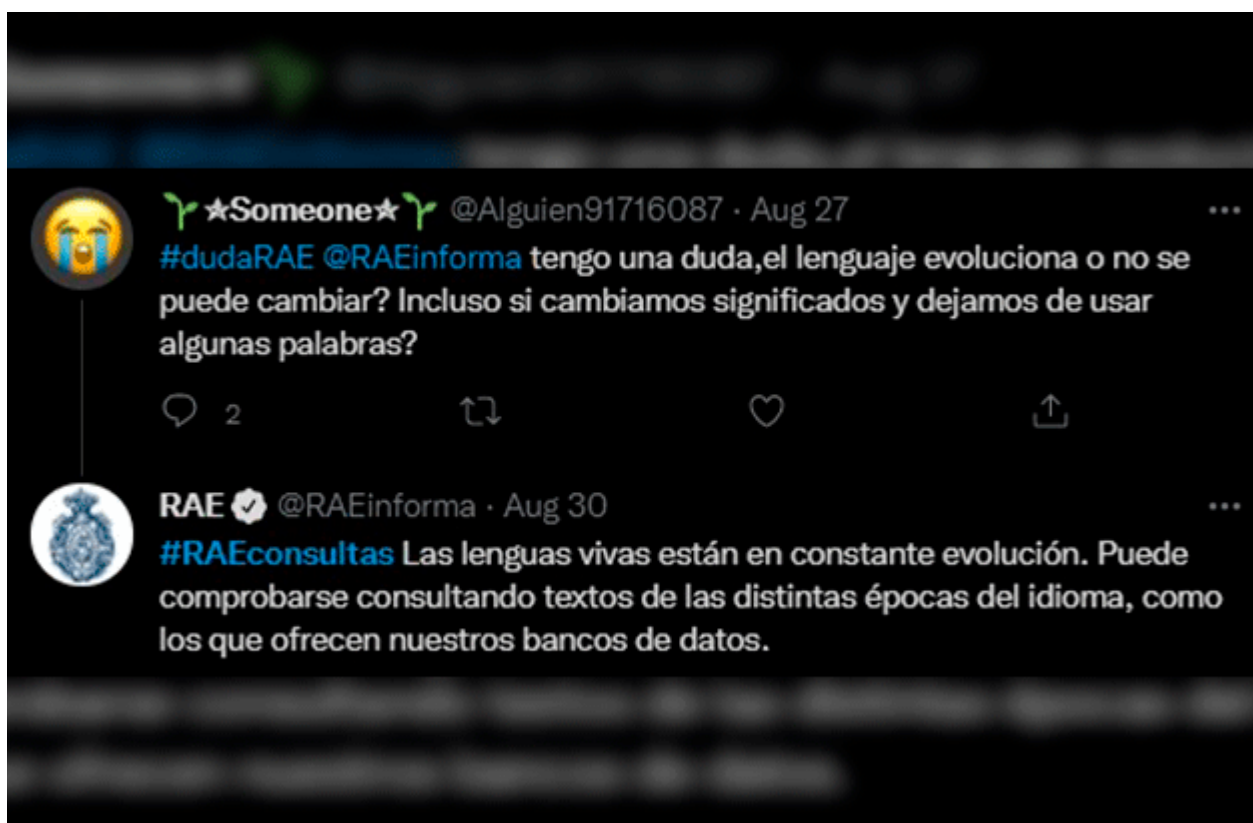 ★Someone★ @Alguien91716087 · Aug 27
#dudaRAE @RAEinforma tengo una duda,el lenguaje evoluciona o no se
puede cambiar? Incluso si cambiamos significados y dejamos de usar
algunas palabras?
2
RAE @RAEinforma · Aug 30
#RAEconsultas Las lenguas vivas están en constante evolución. Puede
comprobarse consultando textos de las distintas épocas del idioma, como
los que ofrecen nuestros bancos de datos.